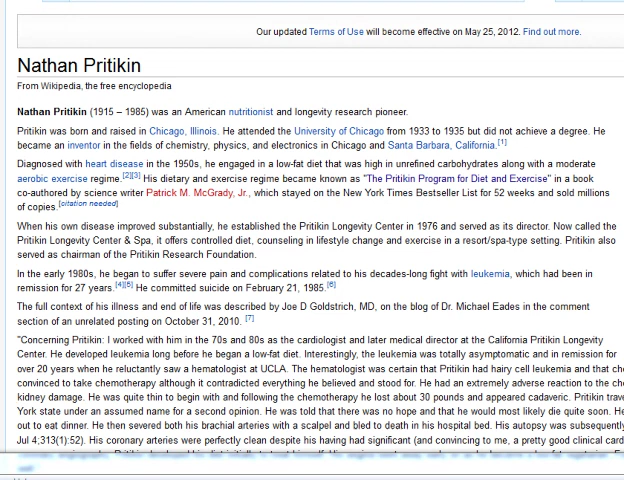 Our updated Terms of Use will become effective on May 25, 2012. Find out more.
Nathan Pritikin
From Wikipedia, the free encyclopedia
Nathan Pritikin (1915 – 1985) was an American nutritionist and longevity research pioneer.
Pritikin was born and raised in Chicago, Illinois. He attended the University of Chicago from 1933 to 1935 but did not achieve a degree. He
became an inventor in the fields of chemistry, physics, and electronics in Chicago and Santa Barbara, California.[1]
Diagnosed with heart disease in the 1950s, he engaged in a low-fat diet that was high in unrefined carbohydrates along with a moderate
aerobic exercise regime.[2][3] His dietary and exercise regime became known as "The Pritikin Program for Diet and Exercise" in a book
co-authored by science writer Patrick M. McGrady, Jr., which stayed on the New York Times Bestseller List for 52 weeks and sold millions
of copies.[citation needed]
When his own disease improved substantially, he established the Pritikin Longevity Center in 1976 and served as its director. Now called the
Pritikin Longevity Center & Spa, it offers controlled diet, counseling in lifestyle change and exercise in a resort/spa-type setting. Pritikin also
served as chairman of the Pritikin Research Foundation.
In the early 1980s, he began to suffer severe pain and complications related to his decades-long fight with leukemia, which had been in
remission for 27 years.[4][5] He committed suicide on February 21, 1985.[6]
The full context of his illness and end of life was described by Joe D Goldstrich, MD, on the blog of Dr. Michael Eades in the comment
section of an unrelated posting on October 31, 2010. [7]
"Concerning Pritikin: I worked with him in the 70s and 80s as the cardiologist and later medical director at the California Pritikin Longevity
Center. He developed leukemia long before he began a low-fat diet. Interestingly, the leukemia was totally asymptomatic and in remission for
over 20 years when he reluctantly saw a hematologist at UCLA. The hematologist was certain that Pritikin had hairy cell leukemia and that
convinced to take chemotherapy although it contradicted everything he believed and stood for. He had an extremely adverse reaction to the
kidney damage. He was quite thin to begin with and following the chemotherapy he lost about 30 pounds and appeared cadaveric. Pritikin
York state under an assumed name for a second opinion. He was told that there was no hope and that he would most likely die quite soon. He
out to eat dinner. He then severed both his brachial arteries with a scalpel and bled to death in his hospital bed. His autopsy was
Jul 4;313(1):52). His coronary arteries were perfectly clean despite his having had significant (and convincing to me, a pretty good clinical